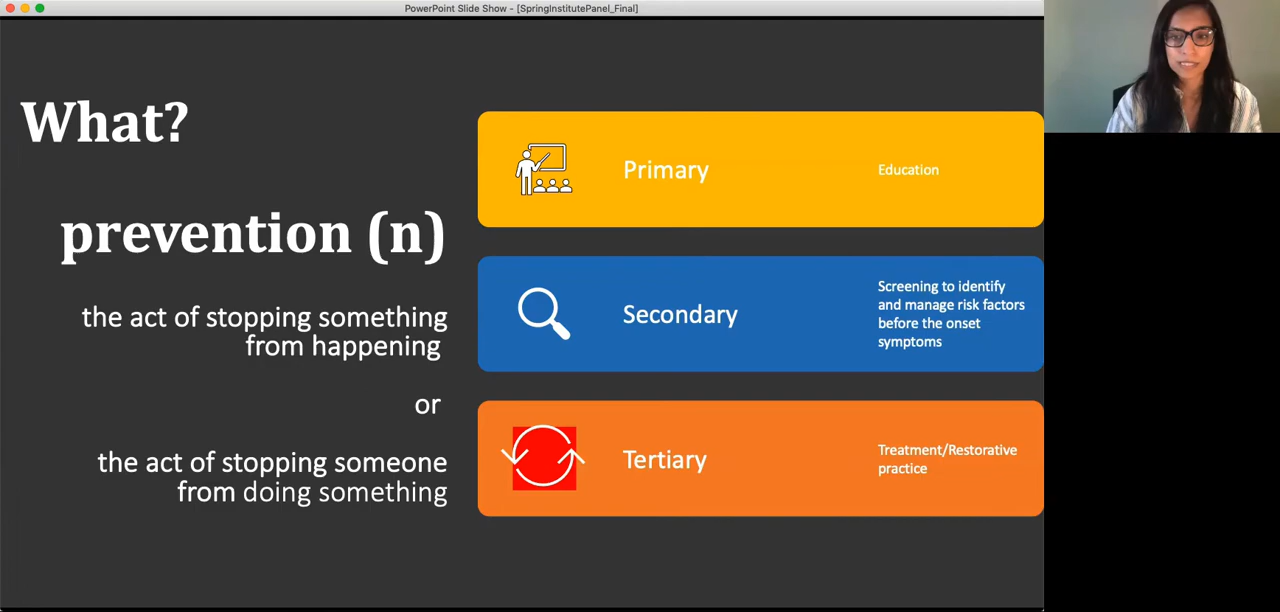 PowerPoint Slide Show - [SpringInstitutePanel_Final]
What?
prevention (n)
the act of stopping something
from happening
or
the act of stopping someone
from doing something
Primary
Education
Secondary
Screening to identify
and manage risk factors
before the onset
symptoms
Tertiary
Treatment/Restorative
practice